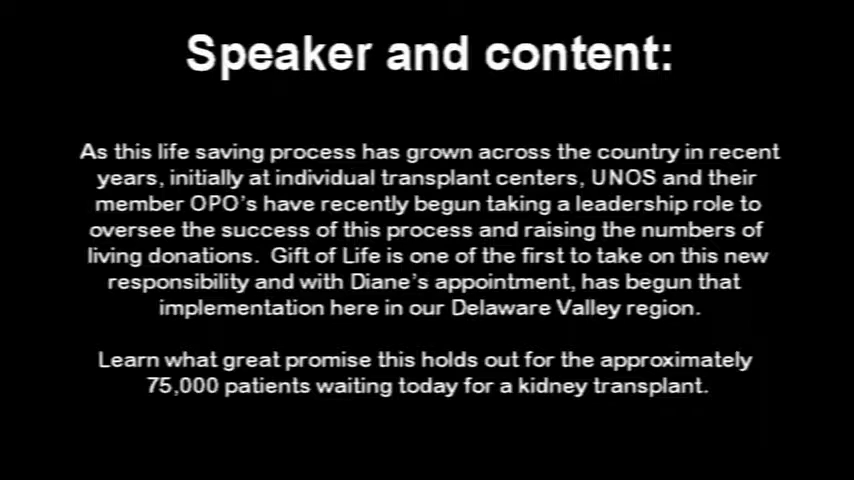 Speaker and content:
As this life saving process has grown across the country in recent
years, initially at individual transplant centers, UNOS and their
member OPO's have recently begun taking a leadership role to
oversee the success of this process and raising the numbers of
living donations.  Gift of Life is one of the first to take on this new
responsibility and with Diane's appointment, has begun that
implementation here in our Delaware Valley region.
Learn what great promise this holds out for the approximately
75,000 patients waiting today for a kidney transplant.